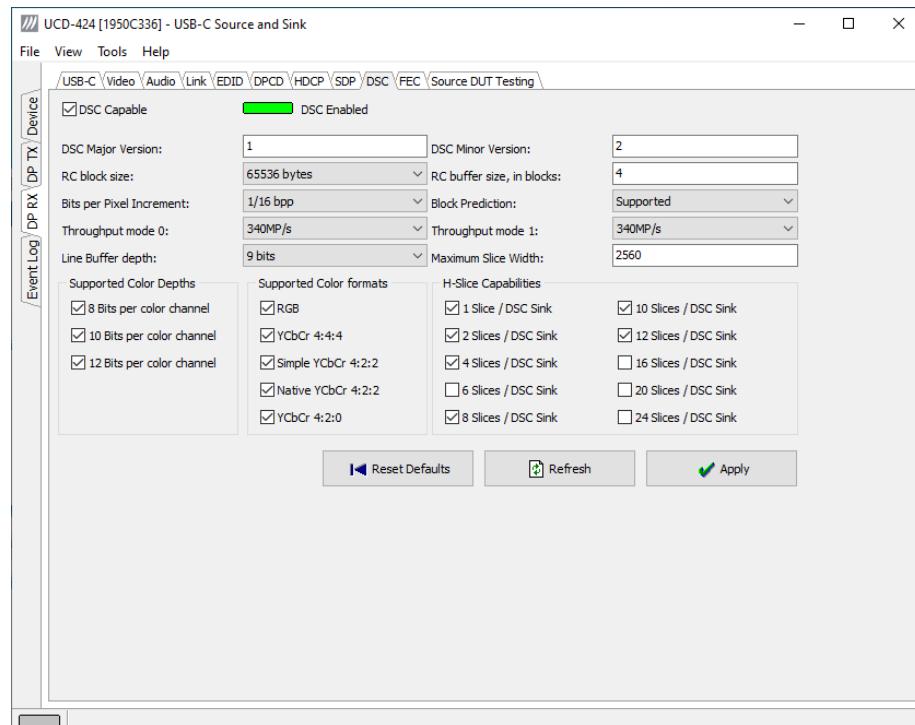 UCD-424 [1950C336] - USB-C Source and Sink
File View Tools Help
USB-C Video Audio Link EDID DPCD HDCP SDP DSC FEC Source DUT Testing
Device
DP TX
DP RX
Event Log
DSC Capable DSC Enabled
DSC Major Version: 1 DSC Minor Version: 2
RC block size: 65536 bytes RC buffer size, in blocks: 4
Bits per Pixel Increment: 1/16 bpp Block Prediction: Supported
Throughput mode 0: 340MP/s Throughput mode 1: 340MP/s
Line Buffer depth: 9 bits Maximum Slice Width: 2560
Supported Color Depths
8 Bits per color channel
10 Bits per color channel
12 Bits per color channel
Supported Color formats
RGB
YCbCr 4:4:4
Simple YCbCr 4:2:2
Native YCbCr 4:2:2
YCbCr 4:2:0
H-Slice Capabilities
1 Slice / DSC Sink
2 Slices / DSC Sink
4 Slices / DSC Sink
6 Slices / DSC Sink
8 Slices / DSC Sink
10 Slices / DSC Sink
12 Slices / DSC Sink
16 Slices / DSC Sink
20 Slices / DSC Sink
24 Slices / DSC Sink
Reset Defaults Refresh Apply